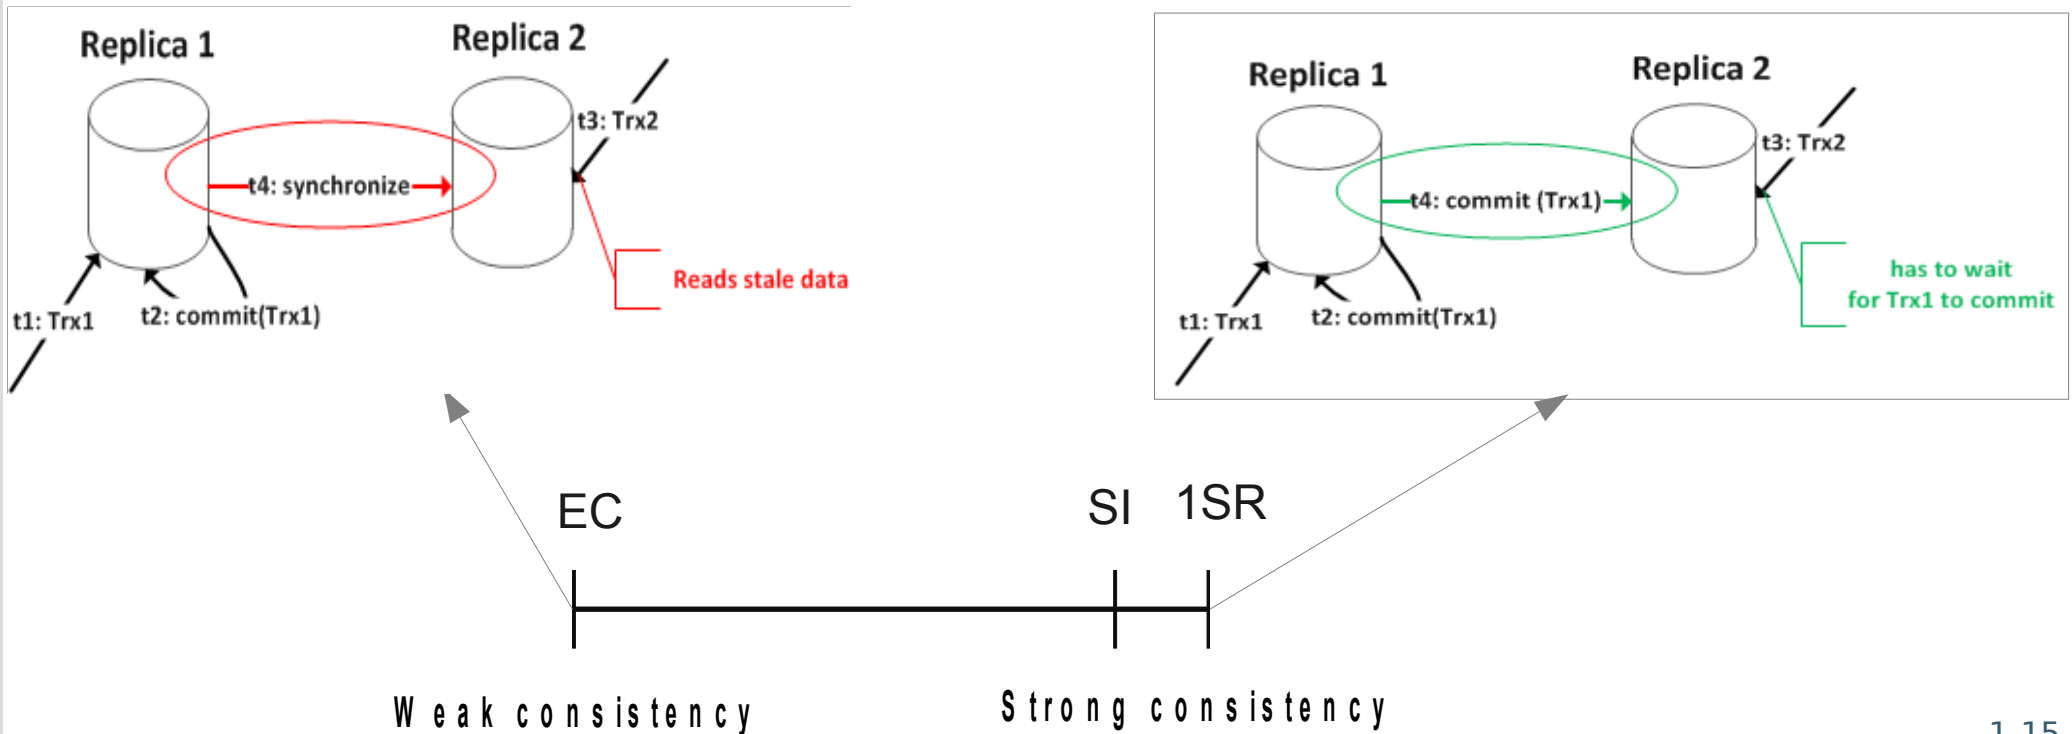 Replica 1
Replica 2
t3: Trx2
t4: synchronize
Reads stale data
t1: Trx1
t2: commit(Trx1)
Replica 1
Replica 2
t3: Trx2
t4: commit (Trx1)
has to wait
for Trx1 to commit
t1: Trx1
t2: commit(Trx1)
EC
SI
1SR
Weak consistency
Strong consistency
1.15